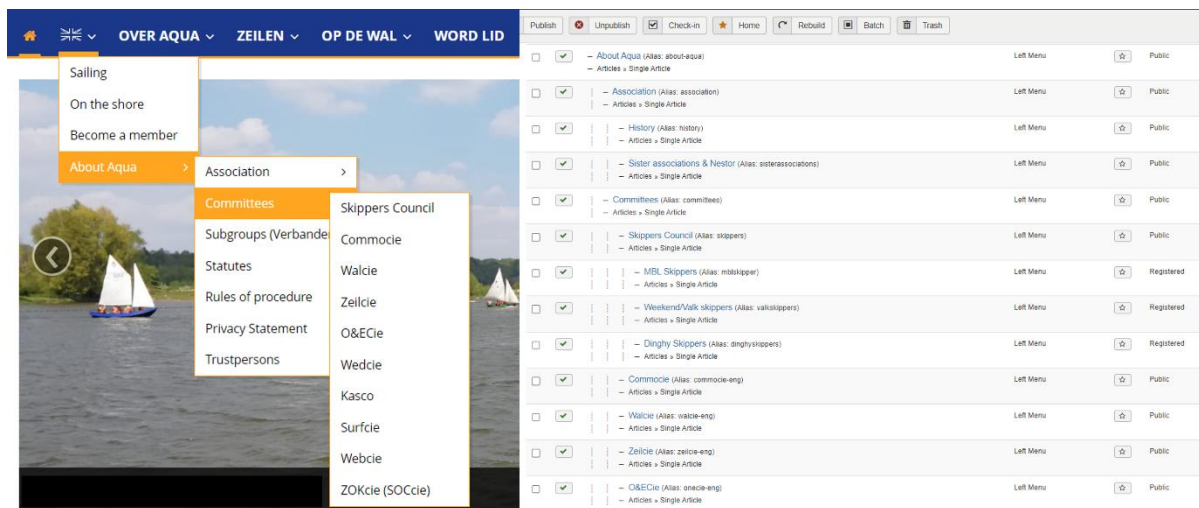 OVER AQUA ZEILEN OP DE WAL WORD LID
Sailing
On the shore
Become a member
About Aqua
Association
Committees
Subgroups (Verbande
Statutes
Rules of procedure
Privacy Statement
Trustpersons
Skippers Council
Commocie
Walcie
Zeilcie
O&ECie
Wedcie
Kasco
Surfcie
Webcie
ZOKcie (SOCcie)
Publish Unpublish Check-in Home Rebuild Batch Trash
– About Aqua (Alias: about-aqua) Left Menu Public
– Articles » Single Article
– Association (Alias: association) Left Menu Public
– Articles » Single Article
– History (Alias: history) Left Menu Public
– Articles » Single Article
– Sister associations & Nestor (Alias: sisterassociations) Left Menu Public
– Articles » Single Article
– Committees (Alias: committees) Left Menu Public
– Articles » Single Article
– Skippers Council (Alias: skippers) Left Menu Public
– Articles » Single Article
– MBL Skippers (Alias: mblskipper) Left Menu Registered
– Articles » Single Article
– Weekend/Valk skippers (Alias: valkskippers) Left Menu Registered
– Articles » Single Article
– Dinghy Skippers (Alias: dinghyskippers) Left Menu Registered
– Articles » Single Article
– Commocie (Alias: commocie-eng) Left Menu Public
– Articles » Single Article
– Walcie (Alias: walcie-eng) Left Menu Public
– Articles » Single Article
– Zeilcie (Alias: zeilcie-eng) Left Menu Public
– Articles » Single Article
– O&ECie (Alias: onecie-eng) Left Menu Public
– Articles » Single Article